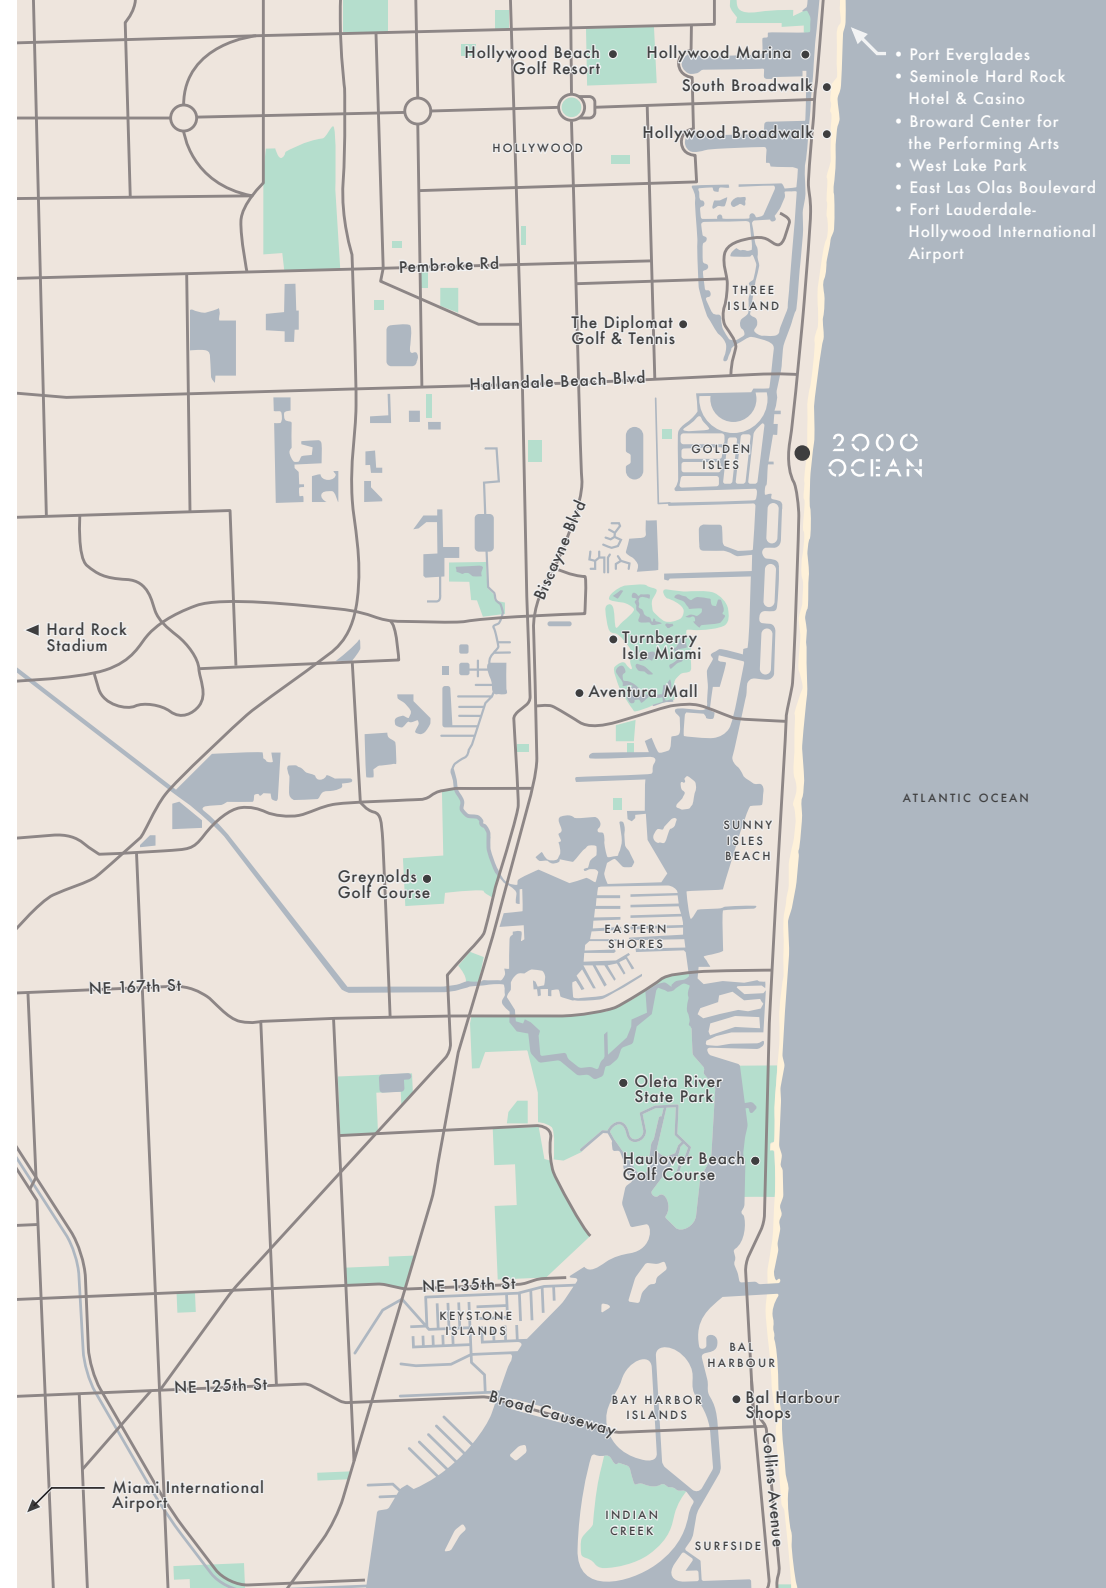 Hollywood Beach
Golf Resort
Hollywood Marina
South Broadwalk
Hollywood Broadwalk
HOLLYWOOD
• Port Everglades
• Seminole Hard Rock
Hotel & Casino
• Broward Center for
the Performing Arts
• West Lake Park
• East Las Olas Boulevard
• Fort Lauderdale-
Hollywood International
Airport
Pembroke Rd
THREE
ISLAND
The Diplomat
Golf & Tennis
Hallandale Beach Blvd
GOLDEN
ISLES
2000
OCEAN
Biscayne Blvd
Hard Rock
Stadium
Turnberry
Isle Miami
Aventura Mall
ATLANTIC OCEAN
SUNNY
ISLES
BEACH
Greynolds
Golf Course
EASTERN
SHORES
NE 167th St
Oleta River
State Park
Haulover Beach
Golf Course
NE 135th St
KEYSTONE
ISLANDS
BAL
HARBOUR
NE 125th St
Broad Causeway
BAY HARBOR
ISLANDS
Bal Harbour
Shops
Collins Avenue
Miami International
Airport
INDIAN
CREEK
SURFSIDE